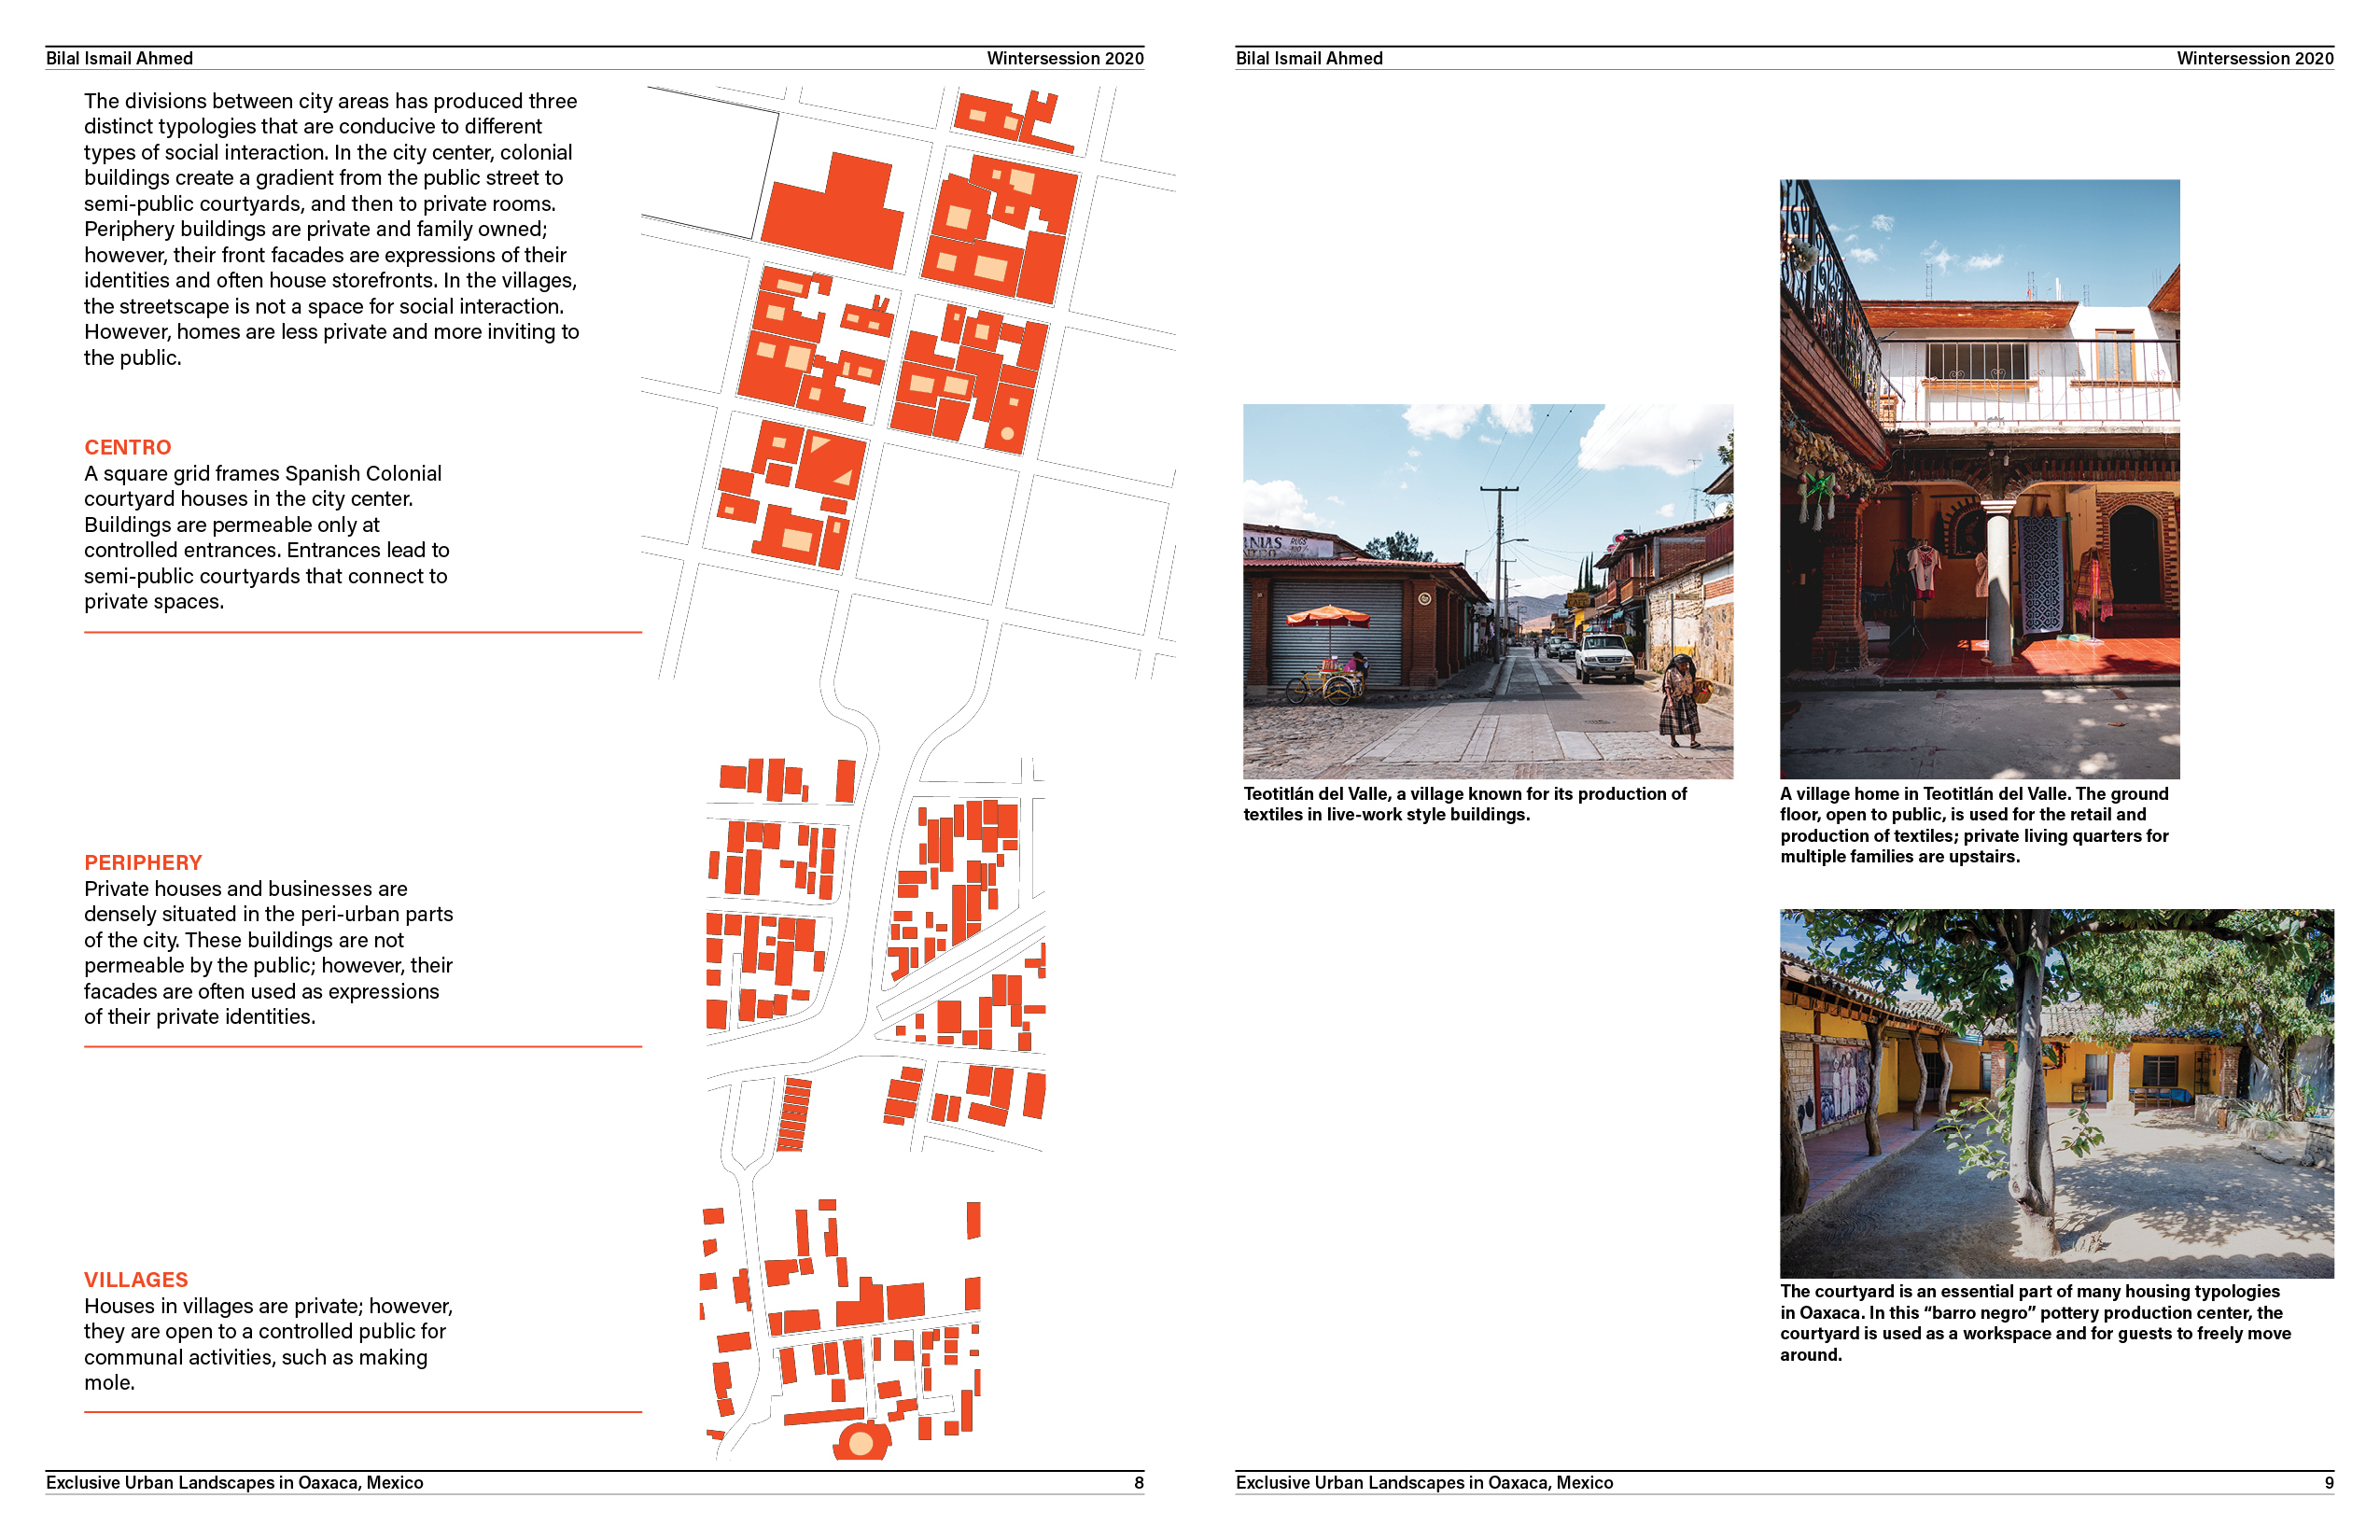 Bilal Ismail Ahmed
Wintersession 2020
The divisions between city areas has produced three
distinct typologies that are conducive to different
types of social interaction. In the city center, colonial
buildings create a gradient from the public street to
semi-public courtyards, and then to private rooms.
Periphery buildings are private and family owned;
however, their front facades are expressions of their
identities and often house storefronts. In the villages,
the streetscape is not a space for social interaction.
However, homes are less private and more inviting to
the public.
CENTRO
A square grid frames Spanish Colonial
courtyard houses in the city center.
Buildings are permeable only at
controlled entrances. Entrances lead to
semi-public courtyards that connect to
private spaces.
PERIPHERY
Private houses and businesses are
densely situated in the peri-urban parts
of the city. These buildings are not
permeable by the public; however, their
facades are often used as expressions
of their private identities.
VILLAGES
Houses in villages are private; however,
they are open to a controlled public for
communal activities, such as making
mole.
Exclusive Urban Landscapes in Oaxaca, Mexico
8
Bilal Ismail Ahmed
Wintersession 2020
RUGS
Teotitlán del Valle, a village known for its production of
textiles in live-work style buildings.
A village home in Teotitlán del Valle. The ground
floor, open to public, is used for the retail and
production of textiles; private living quarters for
multiple families are upstairs.
The courtyard is an essential part of many housing typologies
in Oaxaca. In this “barro negro” pottery production center, the
courtyard is used as a workspace and for guests to freely move
around.
Exclusive Urban Landscapes in Oaxaca, Mexico
9